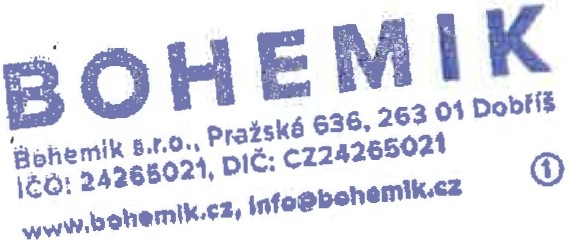 BOHEMIK
Bohemik s.r.o., Pražská 636, 263 01 Dobříš
IČO: 24265021, DIČ: CZ24265021
①
www.bohemik.cz, info@bohemik.cz